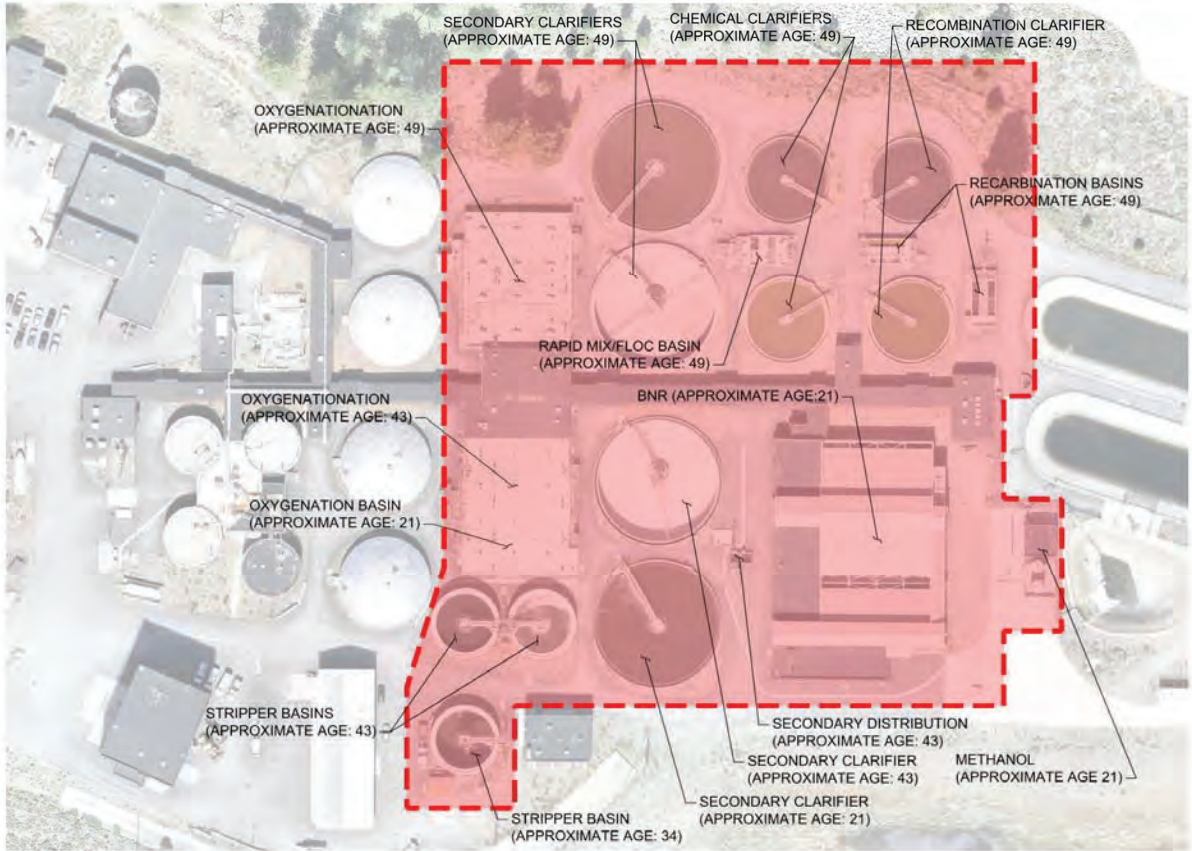 SECONDARY CLARIFIERS
(APPROXIMATE AGE: 49)
CHEMICAL CLARIFIERS
(APPROXIMATE AGE: 49)
RECOMBINATION CLARIFIER
(APPROXIMATE AGE: 49)
OXYGENATIONATION
(APPROXIMATE AGE: 49)
RECARBINATION BASINS
(APPROXIMATE AGE: 49)
RAPID MIX/FLOC BASIN
(APPROXIMATE AGE: 49)
OXYGENATIONATION
(APPROXIMATE AGE: 43)
BNR (APPROXIMATE AGE:21)
OXYGENATION BASIN
(APPROXIMATE AGE: 21)
STRIPPER BASINS
(APPROXIMATE AGE: 43)
SECONDARY DISTRIBUTION
(APPROXIMATE AGE: 43)
SECONDARY CLARIFIER
(APPROXIMATE AGE: 43)
METHANOL
(APPROXIMATE AGE 21)
SECONDARY CLARIFIER
(APPROXIMATE AGE: 21)
STRIPPER BASIN
(APPROXIMATE AGE: 34)